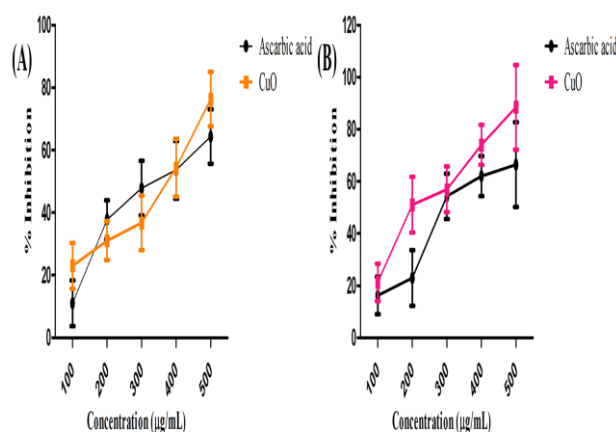 (A)
Ascarbic acid
CuO
% Inhibition
100
80
60
40
20
0
100
200
300
400
500
Concentration (µg/mL)
(B)
Ascarbic acid
CuO
% Inhibition
120
100
80
60
40
20
0
100
200
300
400
500
Concentration (µg/mL)